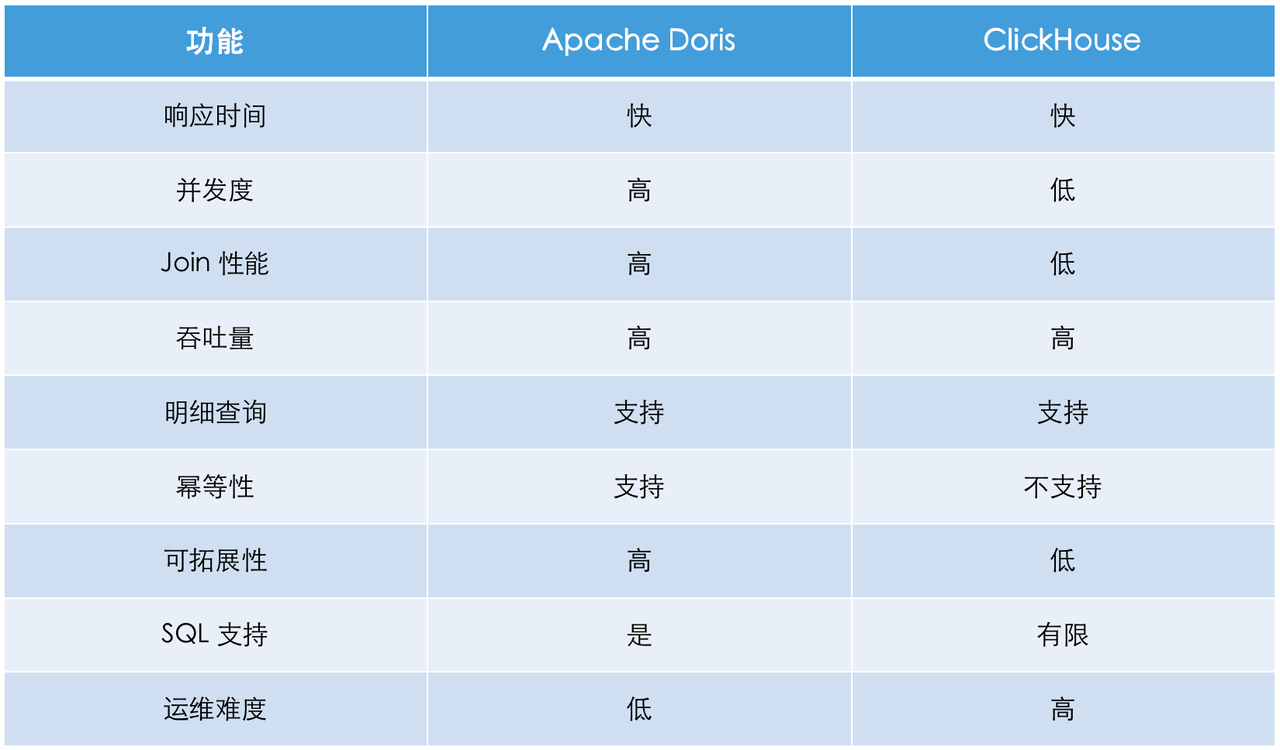 功能 Apache Doris ClickHouse
响应时间 快 快
并发度 高 低
Join 性能 高 低
吞吐量 高 高
明细查询 支持 支持
幂等性 支持 不支持
可拓展性 高 低
SQL 支持 是 有限
运维难度 低 高